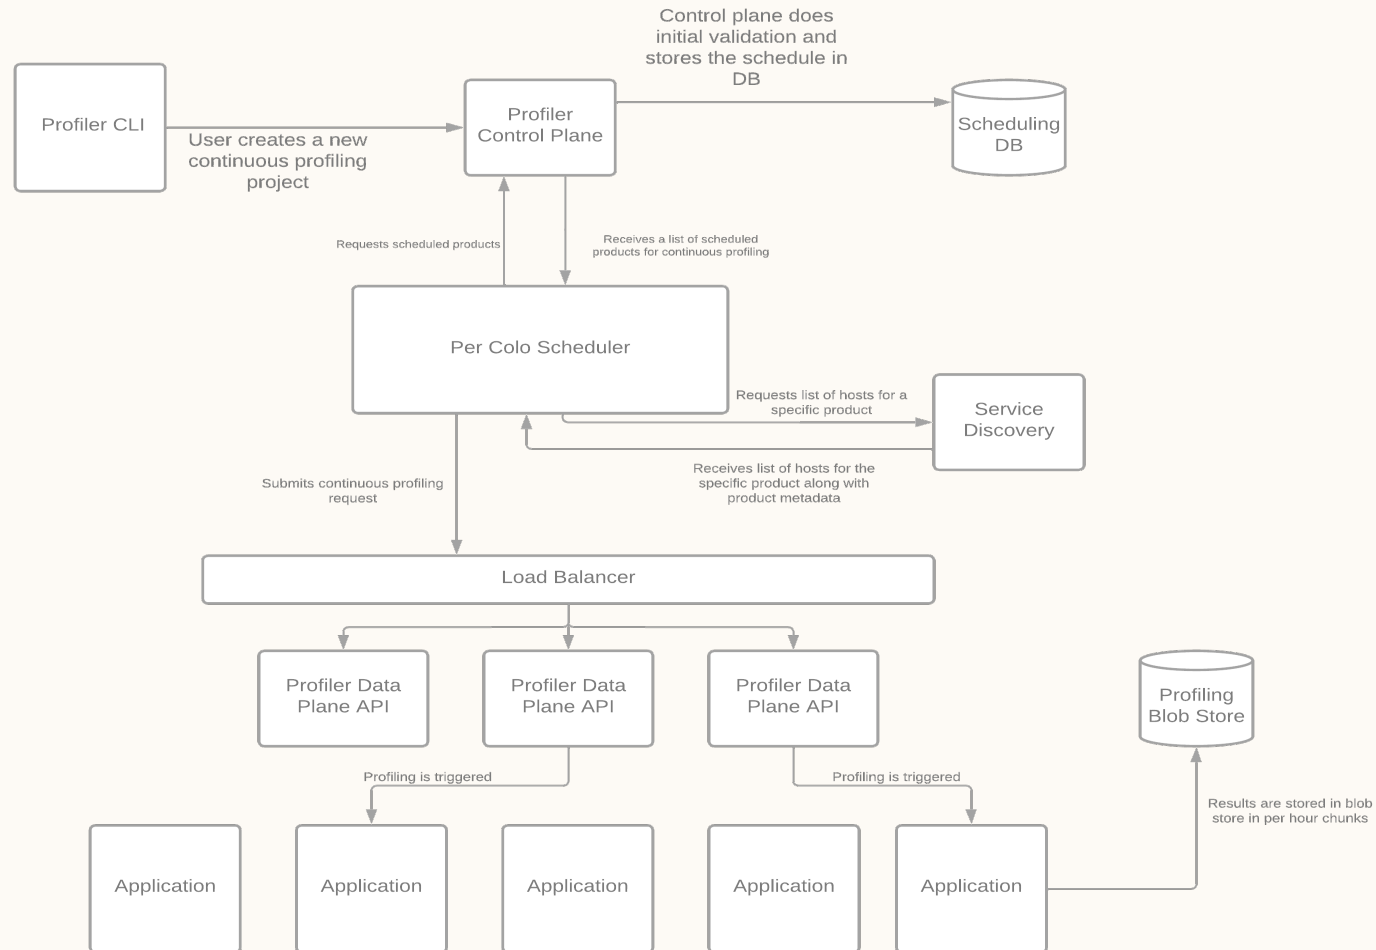 Control plane does
initial validation and
stores the schedule in
DB
Profiler CLI
Profiler
Control Plane
Scheduling
DB
User creates a new
continuous profiling
project
Requests scheduled products
Receives a list of scheduled
products for continuous profiling
Per Colo Scheduler
Requests list of hosts for a
specific product
Service
Discovery
Receives list of hosts for the
specific product along with
product metadata
Submits continuous profiling
request
Load Balancer
Profiler Data
Plane API
Profiler Data
Plane API
Profiler Data
Plane API
Profiling
Blob Store
Profiling is triggered
Profiling is triggered
Results are stored in blob
store in per hour chunks
Application
Application
Application
Application
Application